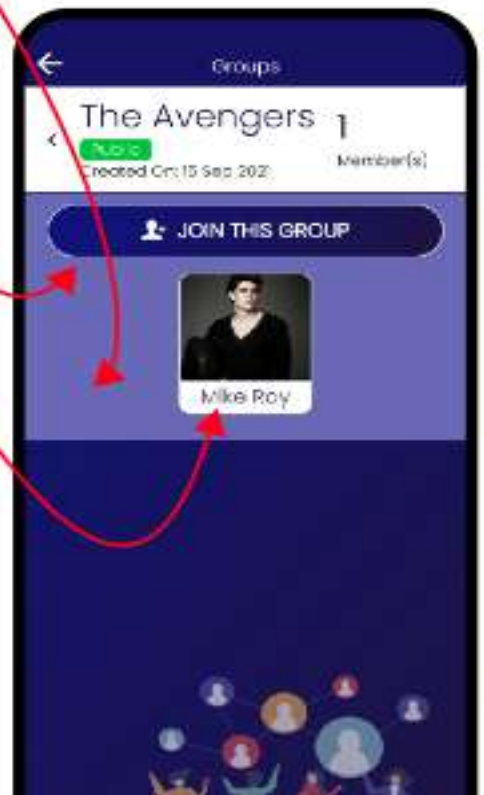 Groups
The Avengers 1
Public
Created On: 15 Sep 2021
Member(s)
JOIN THIS GROUP
Mike Roy